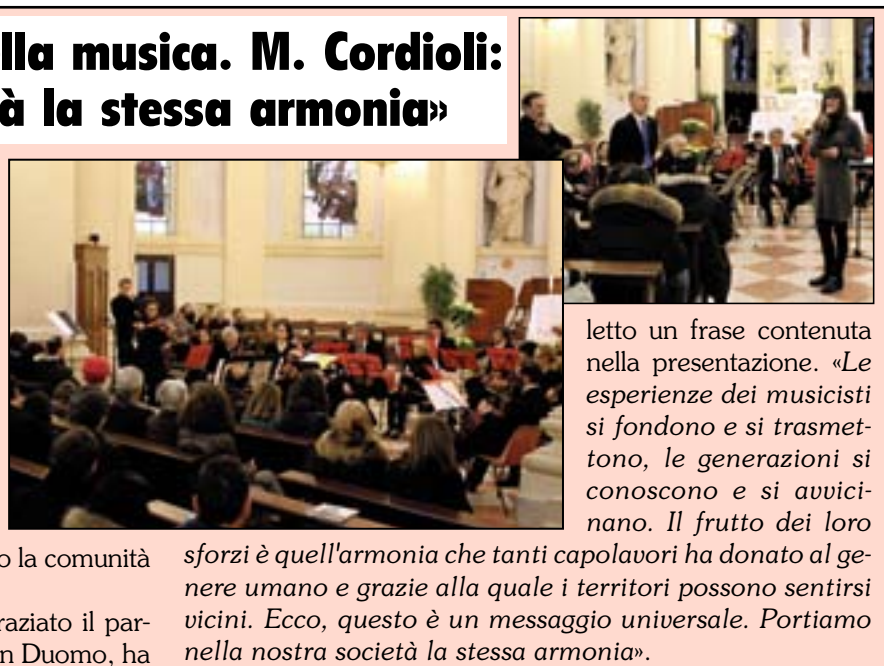 lla musica. M. Cordioli:
à la stessa armonia»
o la comunità
raziato il par-
n Duomo, ha
letto un frase contenuta
nella presentazione. «Le
esperienze dei musicisti
si fondono e si trasmet-
tono, le generazioni si
conoscono e si avvici-
nano. Il frutto dei loro
sforzi è quell'armonia che tanti capolavori ha donato al ge-
nere umano e grazie alla quale i territori possono sentirsi
vicini. Ecco, questo è un messaggio universale. Portiamo
nella nostra società la stessa armonia».